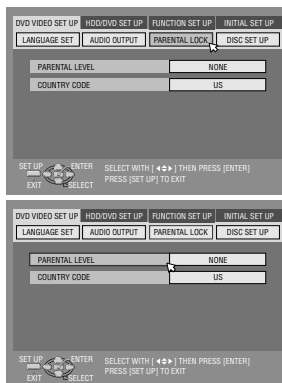 DVD VIDEO SET UP HDD/DVD SET UP FUNCTION SET UP INITIAL SET UP
LANGUAGE SET AUDIO OUTPUT PARENTAL LOCK DISC SET UP
PARENTAL LEVEL NONE
COUNTRY CODE US
SET UP ENTER SELECT WITH [ ] THEN PRESS [ENTER]
EXIT SELECT PRESS [SET UP] TO EXIT
DVD VIDEO SET UP HDD/DVD SET UP FUNCTION SET UP INITIAL SET UP
LANGUAGE SET AUDIO OUTPUT PARENTAL LOCK DISC SET UP
PARENTAL LEVEL NONE
COUNTRY CODE US
SET UP ENTER SELECT WITH [ ] THEN PRESS [ENTER]
EXIT SELECT PRESS [SET UP] TO EXIT